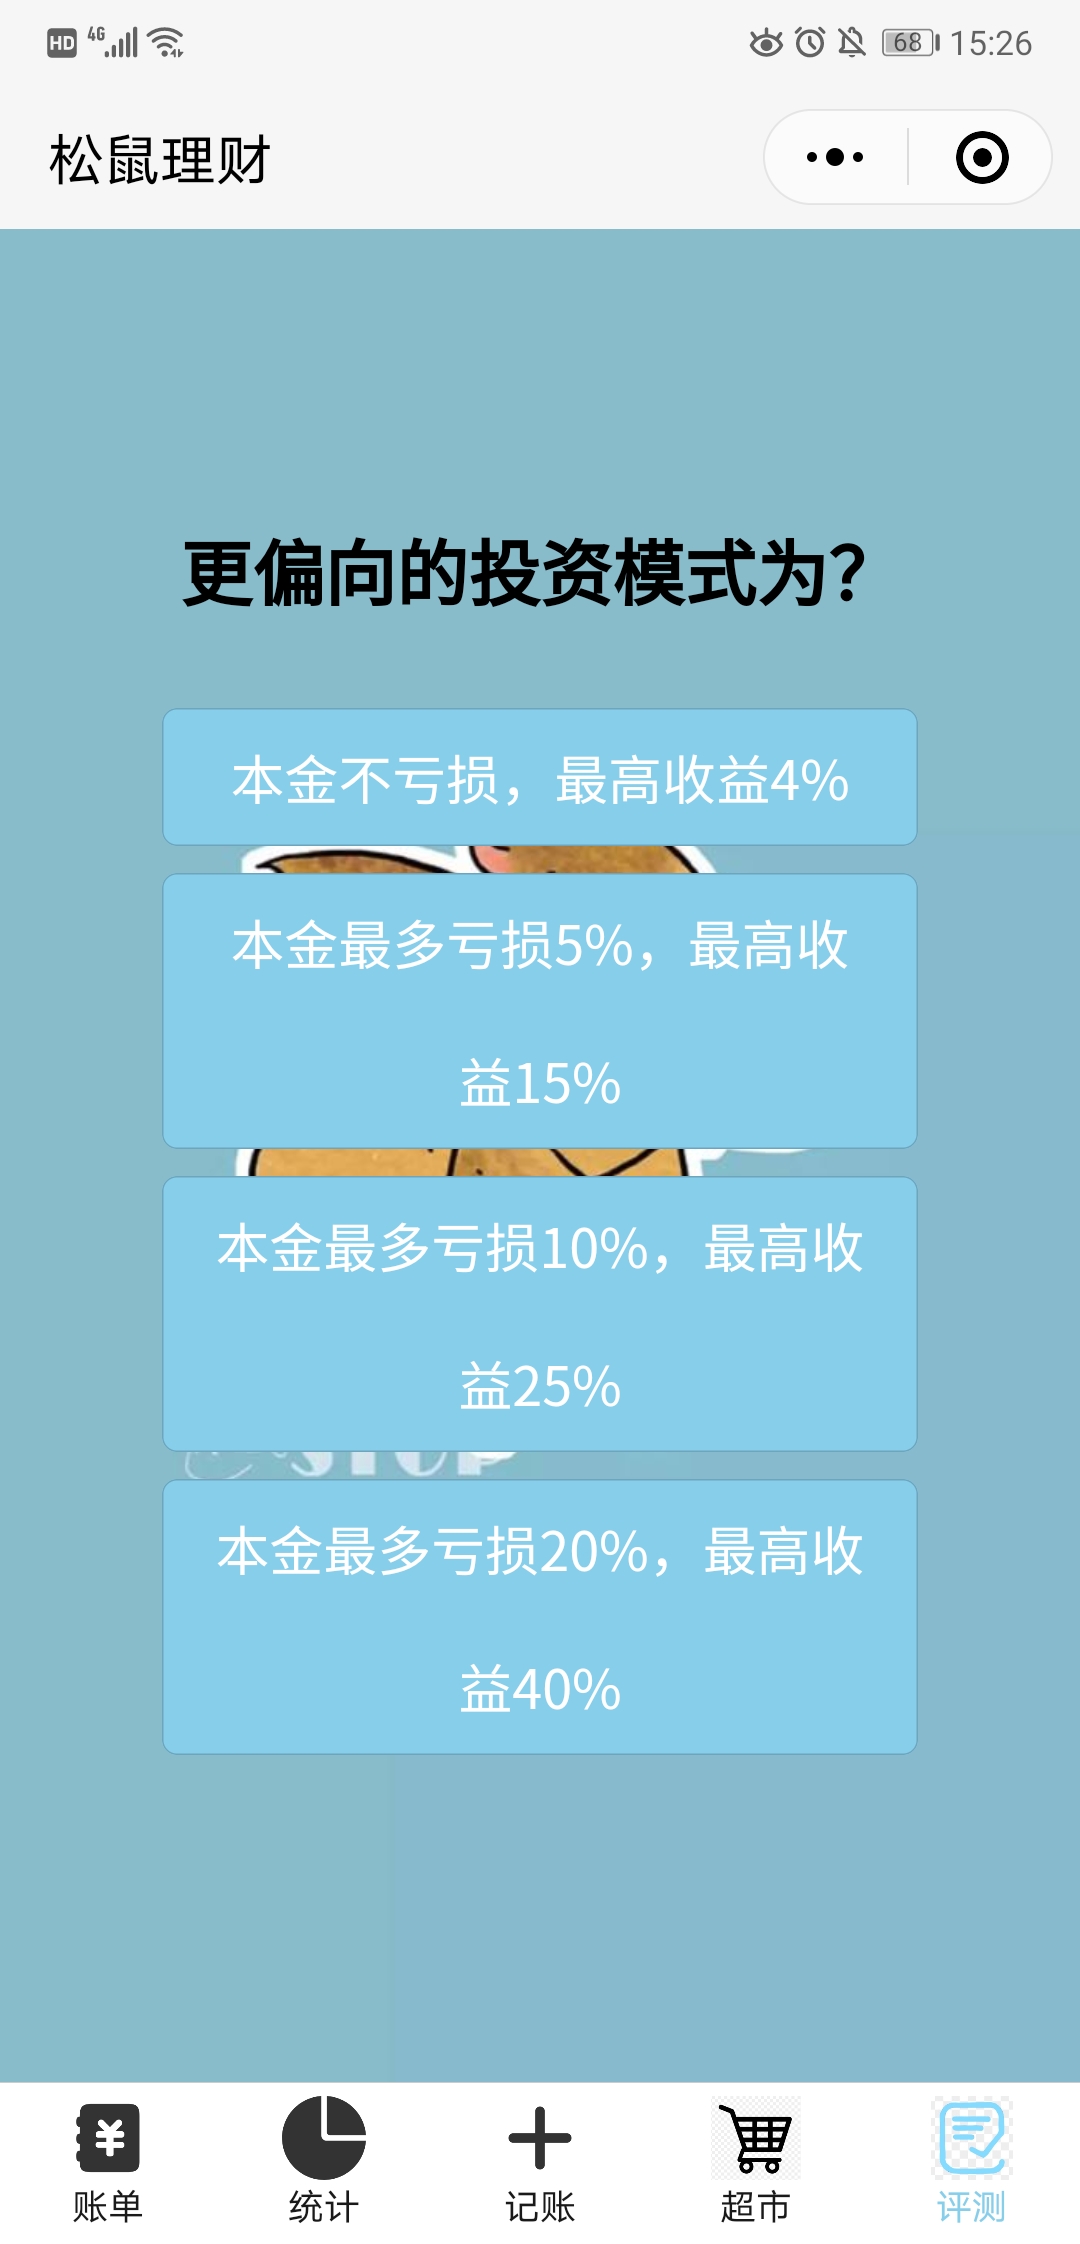 HD 4G 68 15:26
松鼠理财
更偏向的投资模式为？
本金不亏损，最高收益4%
本金最多亏损5%，最高收
益15%
本金最多亏损10%，最高收
益25%
本金最多亏损20%，最高收
益40%
账单 统计 记账 超市 评测